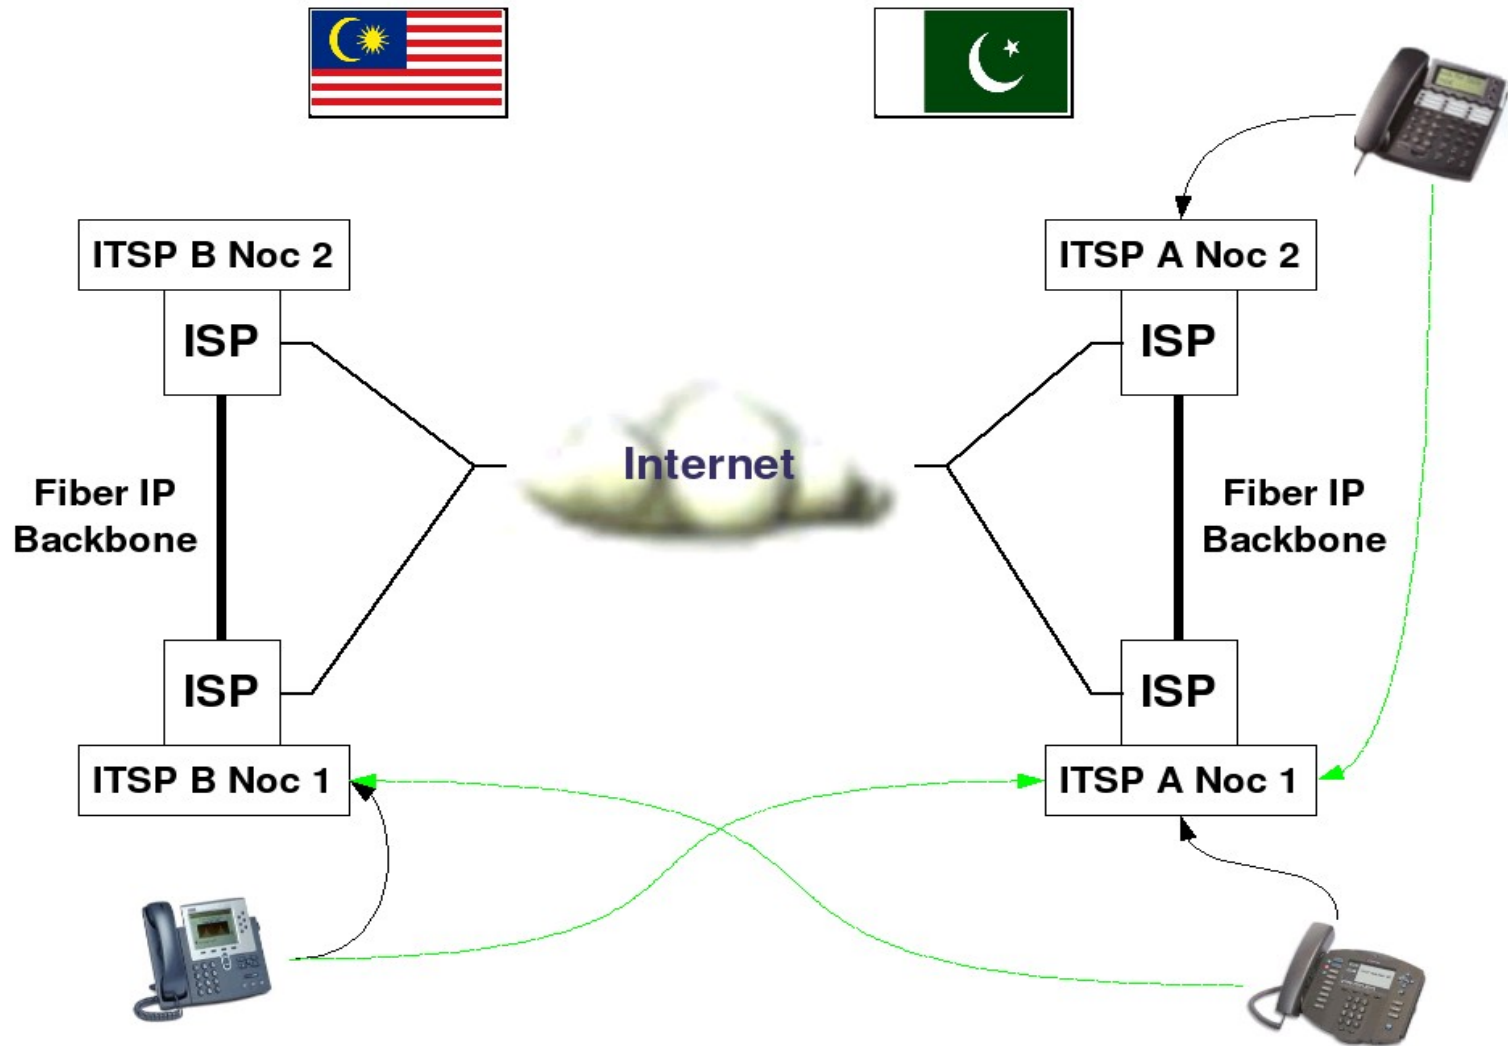 ITSP B Noc 2
ITSP A Noc 2
ISP
ISP
Internet
Fiber IP
Backbone
Fiber IP
Backbone
ISP
ISP
ITSP B Noc 1
ITSP A Noc 1